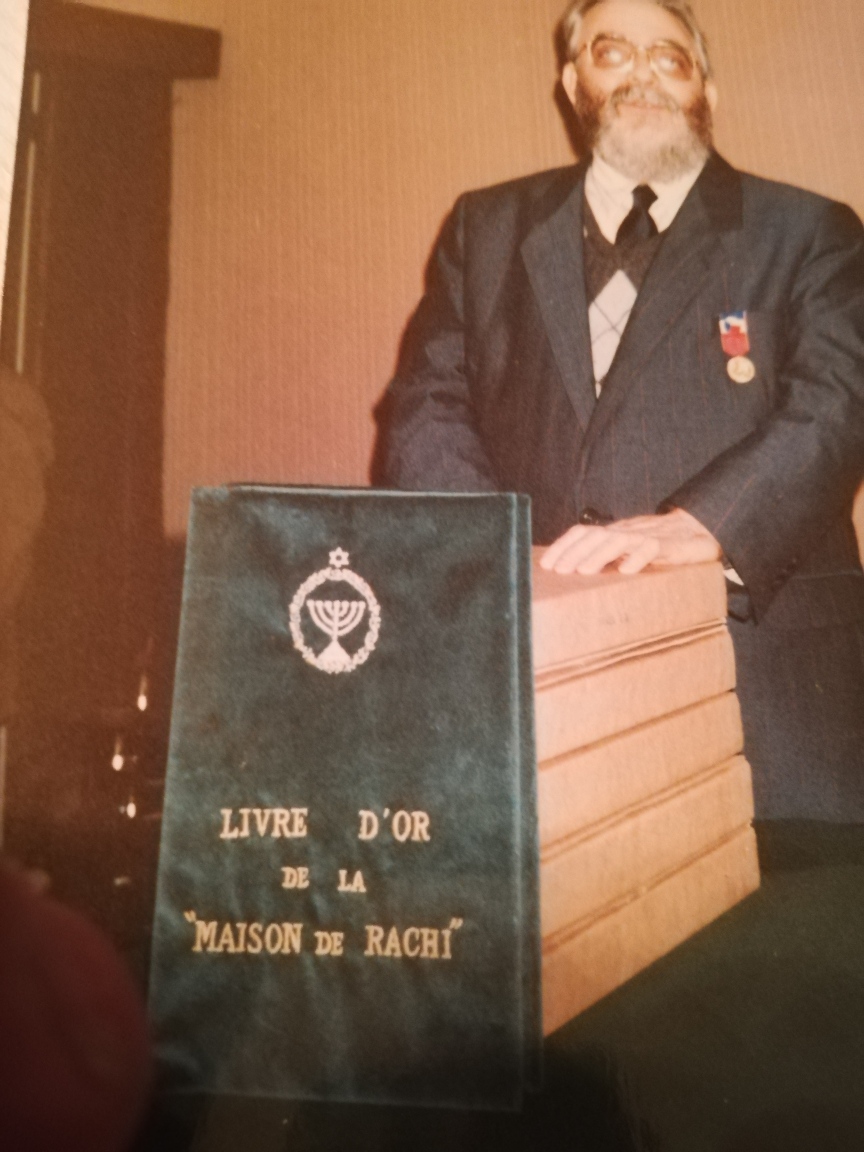 LIVRE D'OR
DE LA
"MAISON DE RACHI"